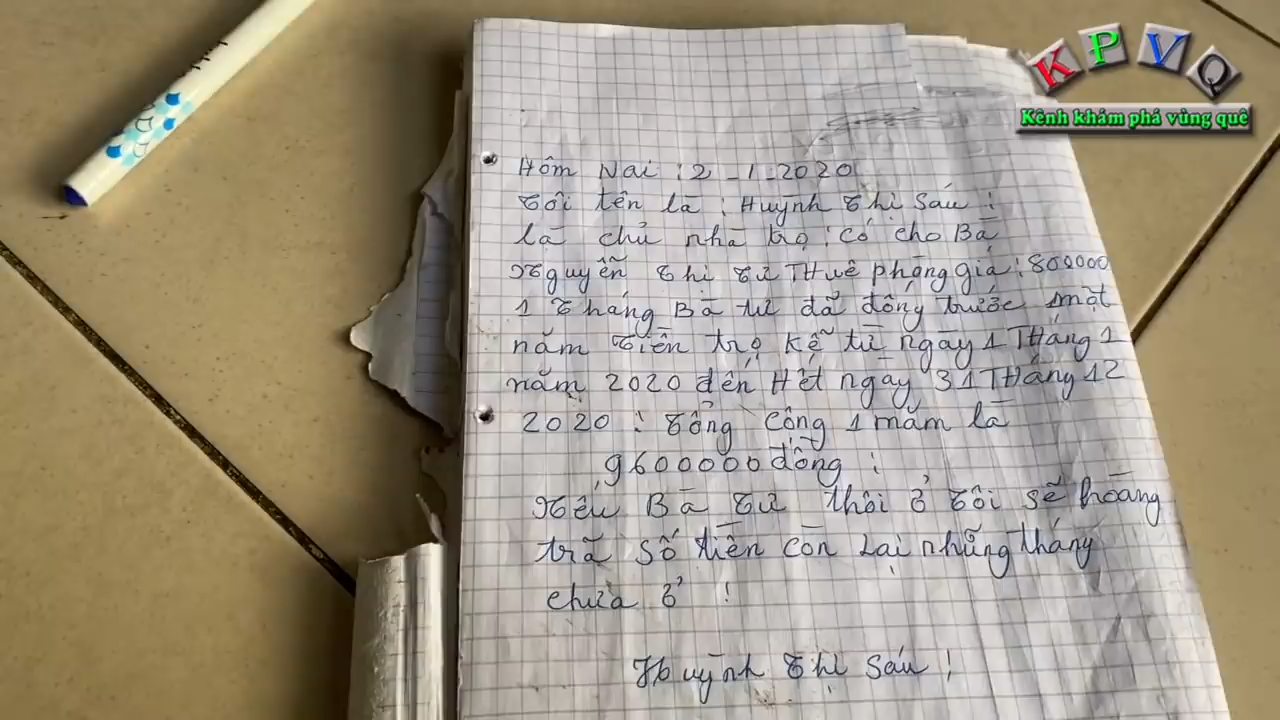 KPVQ
Kênh khám phá vùng quê
Hôm Nai : 2 - 1 - 2020
Tôi tên là : Huỳnh Thị Sáu :
là chủ nhà trọ : có cho Bà
Nguyễn Thị Tư THuê phòng giá : 800000
1 Tháng Bà tư đã đóng trước một
năm Tiền trọ Kể từ ngày 1 THáng 1
năm 2020 đến Hết ngày 31 THáng 12
2020 : Tổng Cộng 1 măm là
9600000 đồng :
Nếu Bà Tư thôi ở Tôi sẽ hoàng
trã Số tiền còn Lại nhũng tháng
chưa ở !
Huỳnh Thị Sáu !